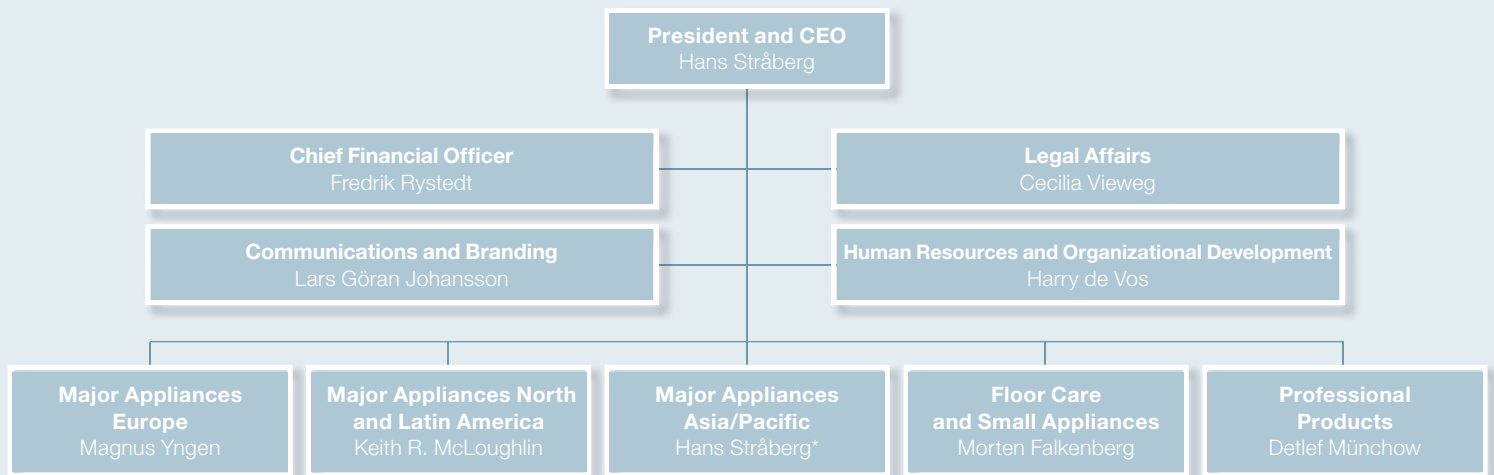 President and CEO
Hans Stråberg
Chief Financial Officer
Fredrik Rystedt
Legal Affairs
Cecilia Vieweg
Communications and Branding
Lars Göran Johansson
Human Resources and Organizational Development
Harry de Vos
Major Appliances
Europe
Magnus Yngen
Major Appliances North
and Latin America
Keith R. McLoughlin
Major Appliances
Asia/Pacific
Hans Stråberg*
Floor Care
and Small Appliances
Morten Falkenberg
Professional
Products
Detlef Münchow